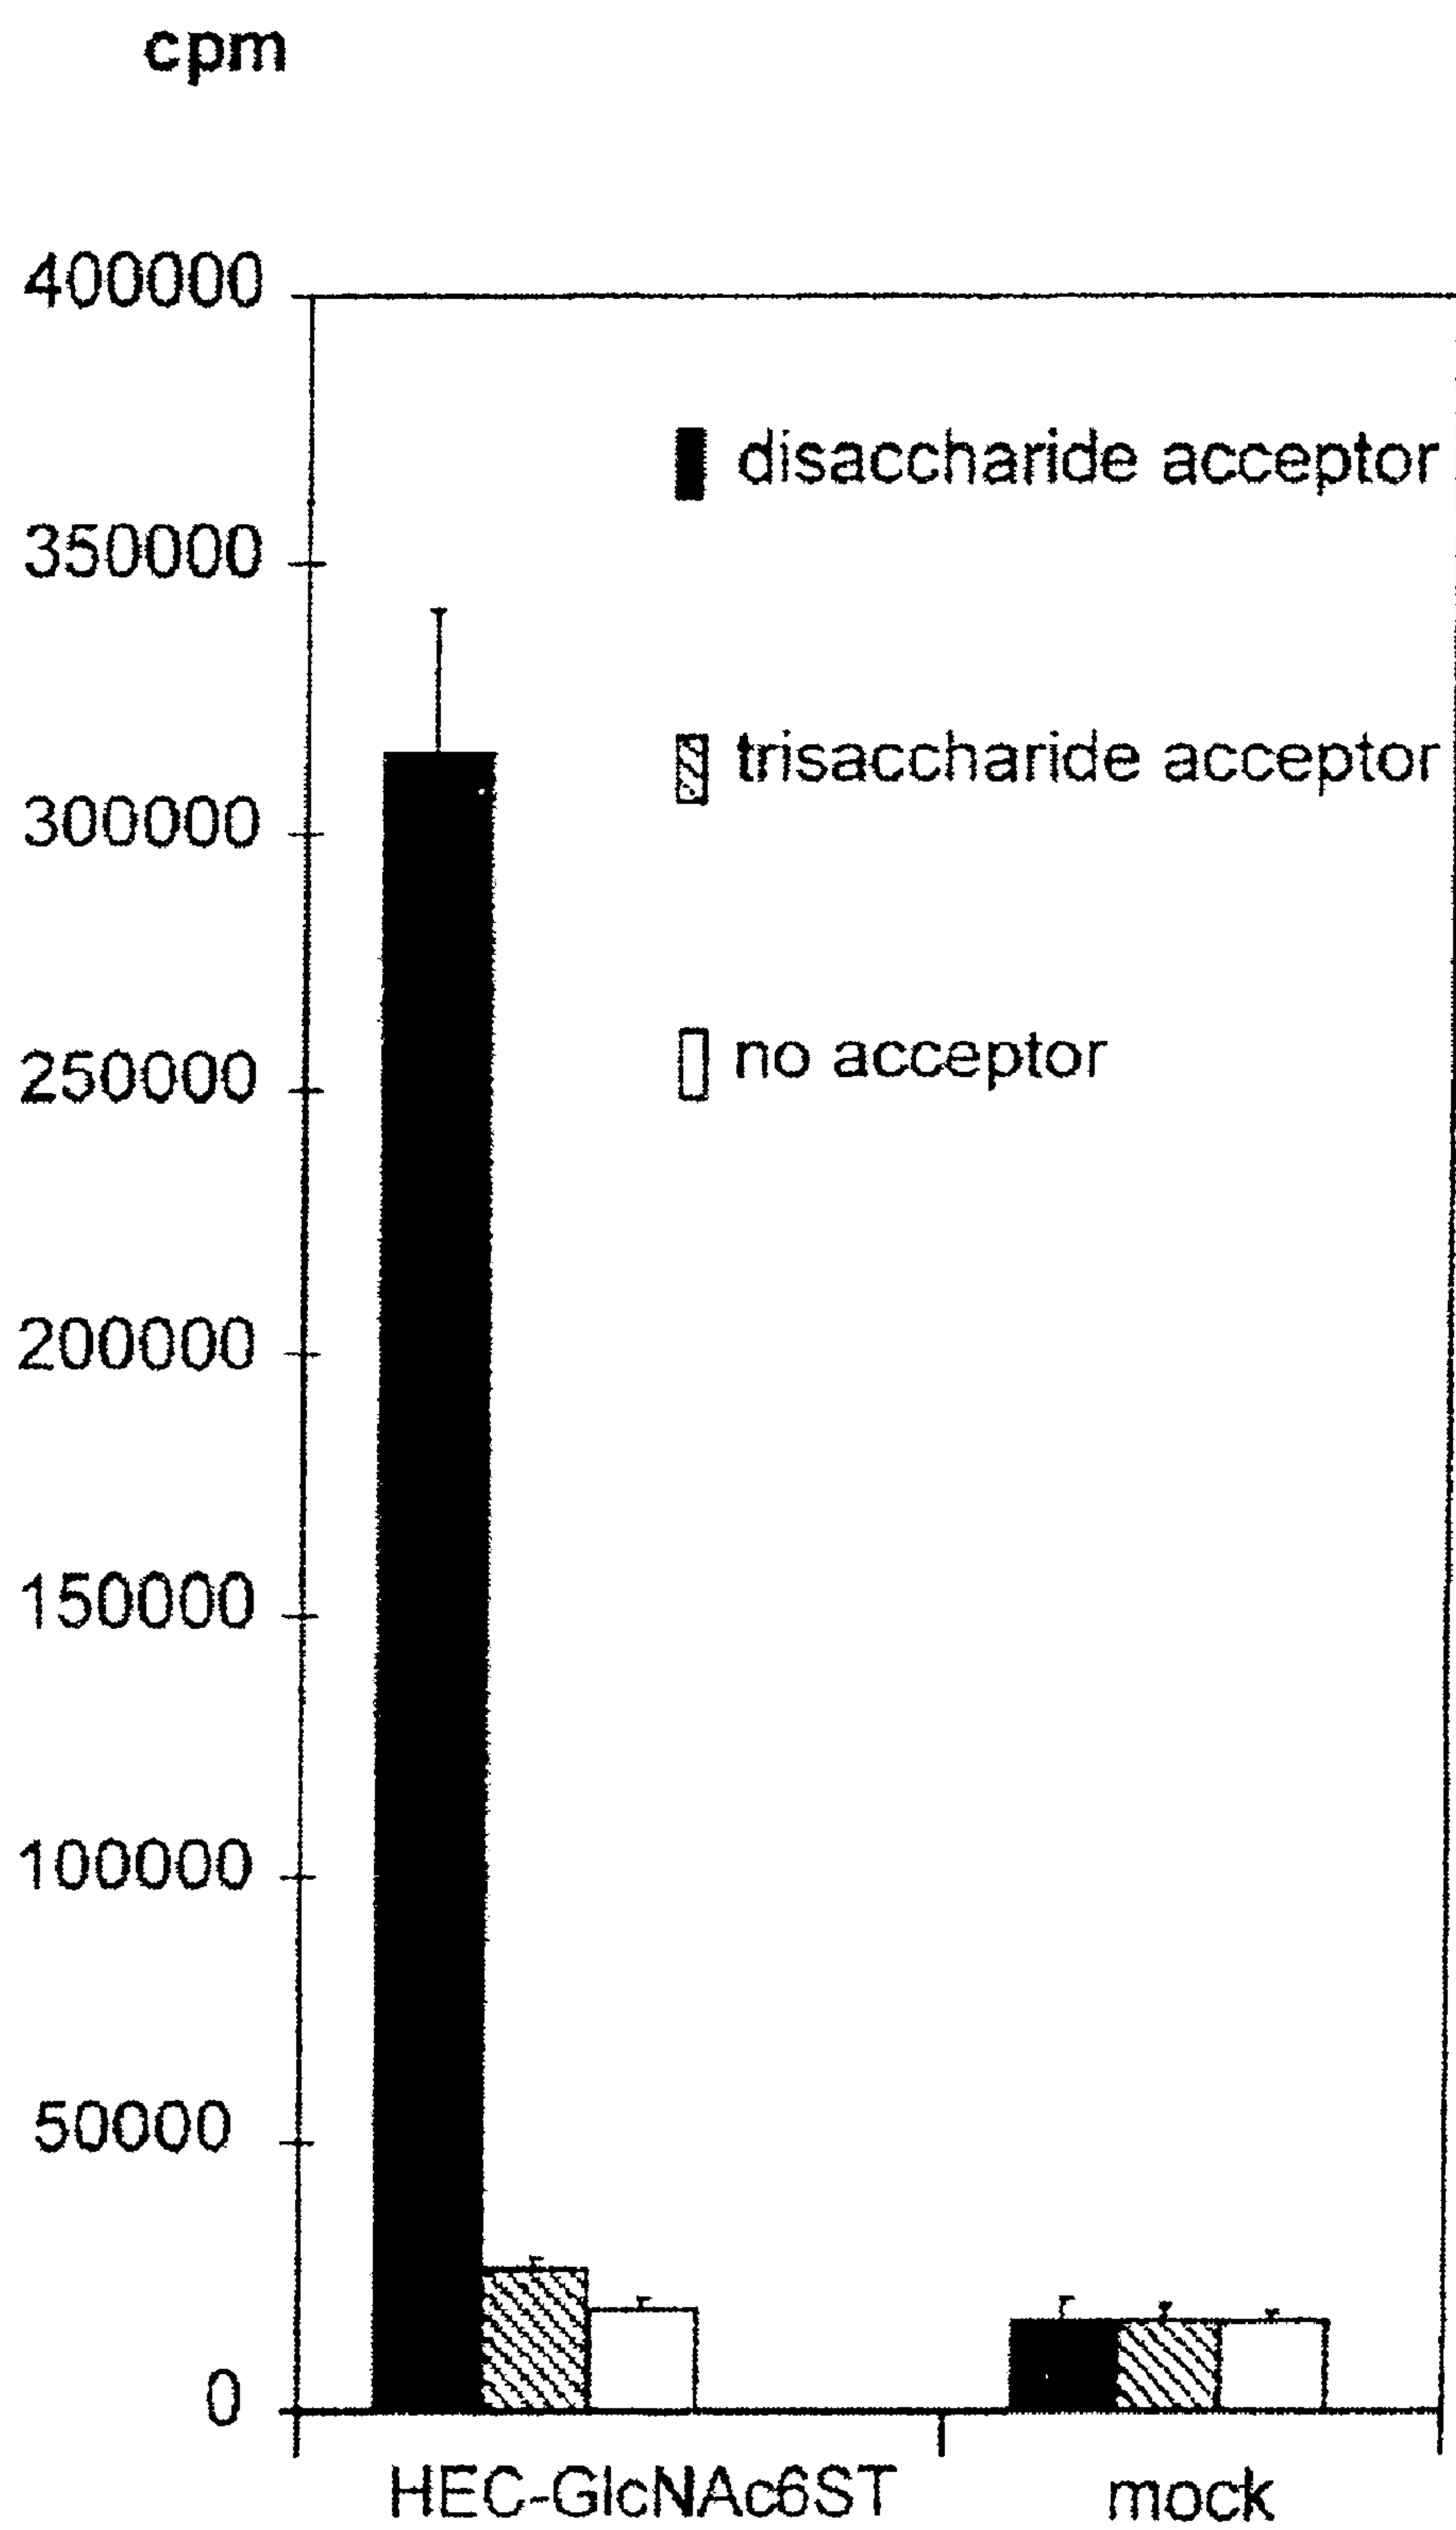 cpm
400000
disaccharide acceptor
350000
trisaccharide acceptor
300000
no acceptor
250000
200000
150000
100000
50000
0
HEC-GlcNAc6ST mock